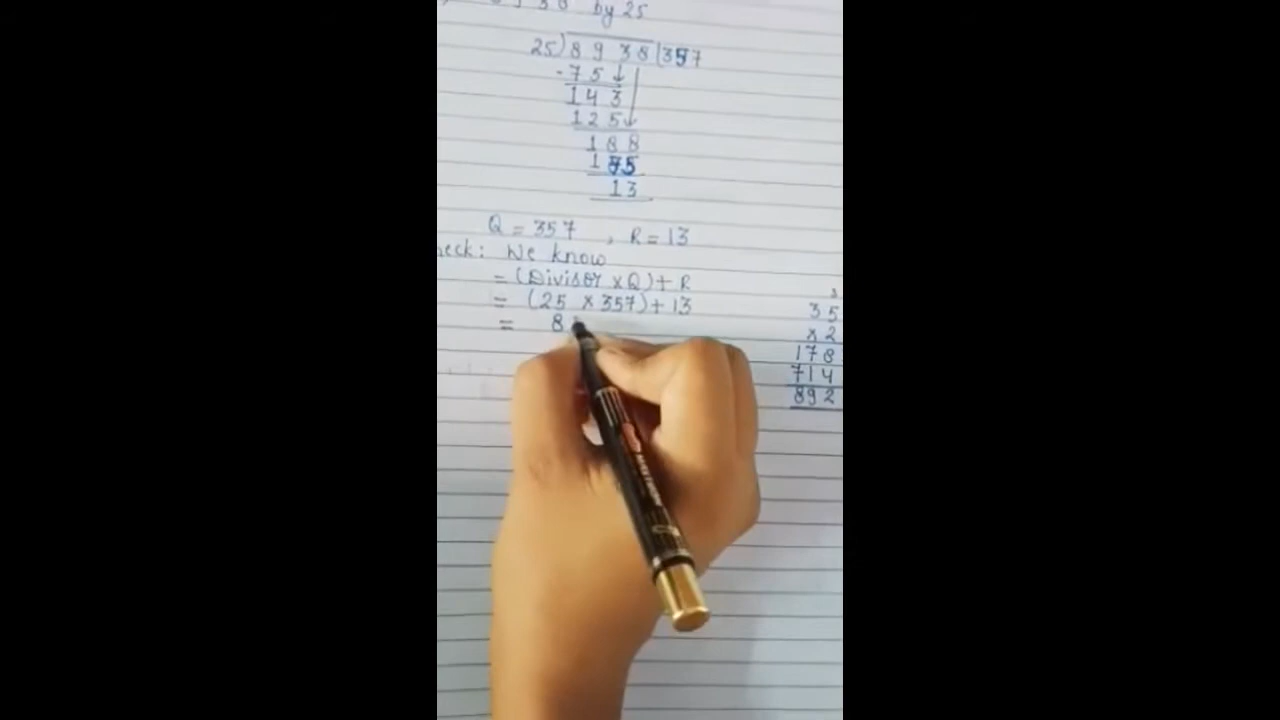 by 25
25) 8938 (357
- 75
143
125
188
175
13
Q = 357 , R = 13
eck: We know
= (Divisor x Q) + R
= (25 x 357) + 13
= 8
35
x 2
178
714
892